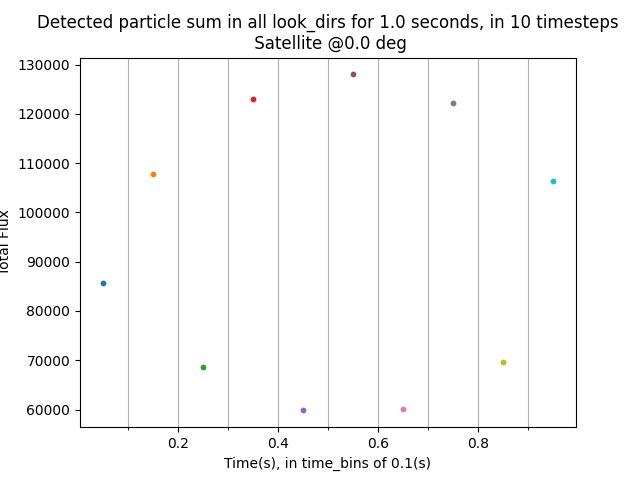 Detected particle sum in all look_dirs for 1.0 seconds, in 10 timesteps
Satellite @0.0 deg
130000
120000
110000
100000
90000
80000
70000
60000
Total Flux
0.2 0.4 0.6 0.8
Time(s), in time_bins of 0.1(s)